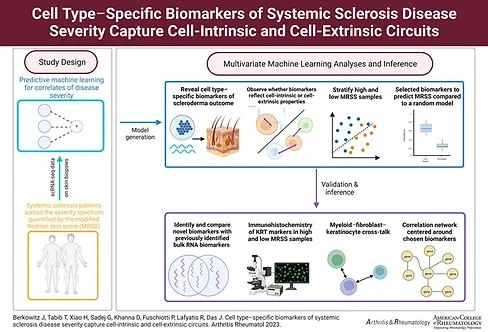 Cell Type–Specific Biomarkers of Systemic Sclerosis Disease
Severity Capture Cell-Intrinsic and Cell-Extrinsic Circuits
Study Design
Predictive machine learning
for correlates of disease
severity
scRNA-seq data
on skin biopsies
Systemic sclerosis patients
across the severity spectrum
quantified by the modified
Rodnan skin score (MRSS)
Model
generation
Multivariate Machine Learning Analyses and Inference
Reveal cell type–
specific biomarkers of
scleroderma outcome
Observe whether biomarkers
reflect cell-intrinsic or cell-
extrinsic properties
Stratify high and
low MRSS samples
Selected biomarkers to
predict MRSS compared
to a random model
Validation &
inference
Identify and compare
novel biomarkers with
previously identified
bulk RNA biomarkers
Immunohistochemistry
of KRT markers in high
and low MRSS samples
Myeloid–fibroblast–
keratinocyte cross-talk
Correlation network
centered around
chosen biomarkers
gene
gene
gene
gene
gene
gene
gene
Berkowitz J, Tabib T, Xiao H, Sadej G, Khanna D, Fuschiotti P, Lafyatis R, Das J. Cell type–specific biomarkers of systemic
sclerosis disease severity capture cell-intrinsic and cell-extrinsic circuits. Arthritis Rheumatol 2023.
Arthritis & Rheumatology
AMERICAN COLLEGE
of RHEUMATOLOGY
Empowering Rheumatology Professionals